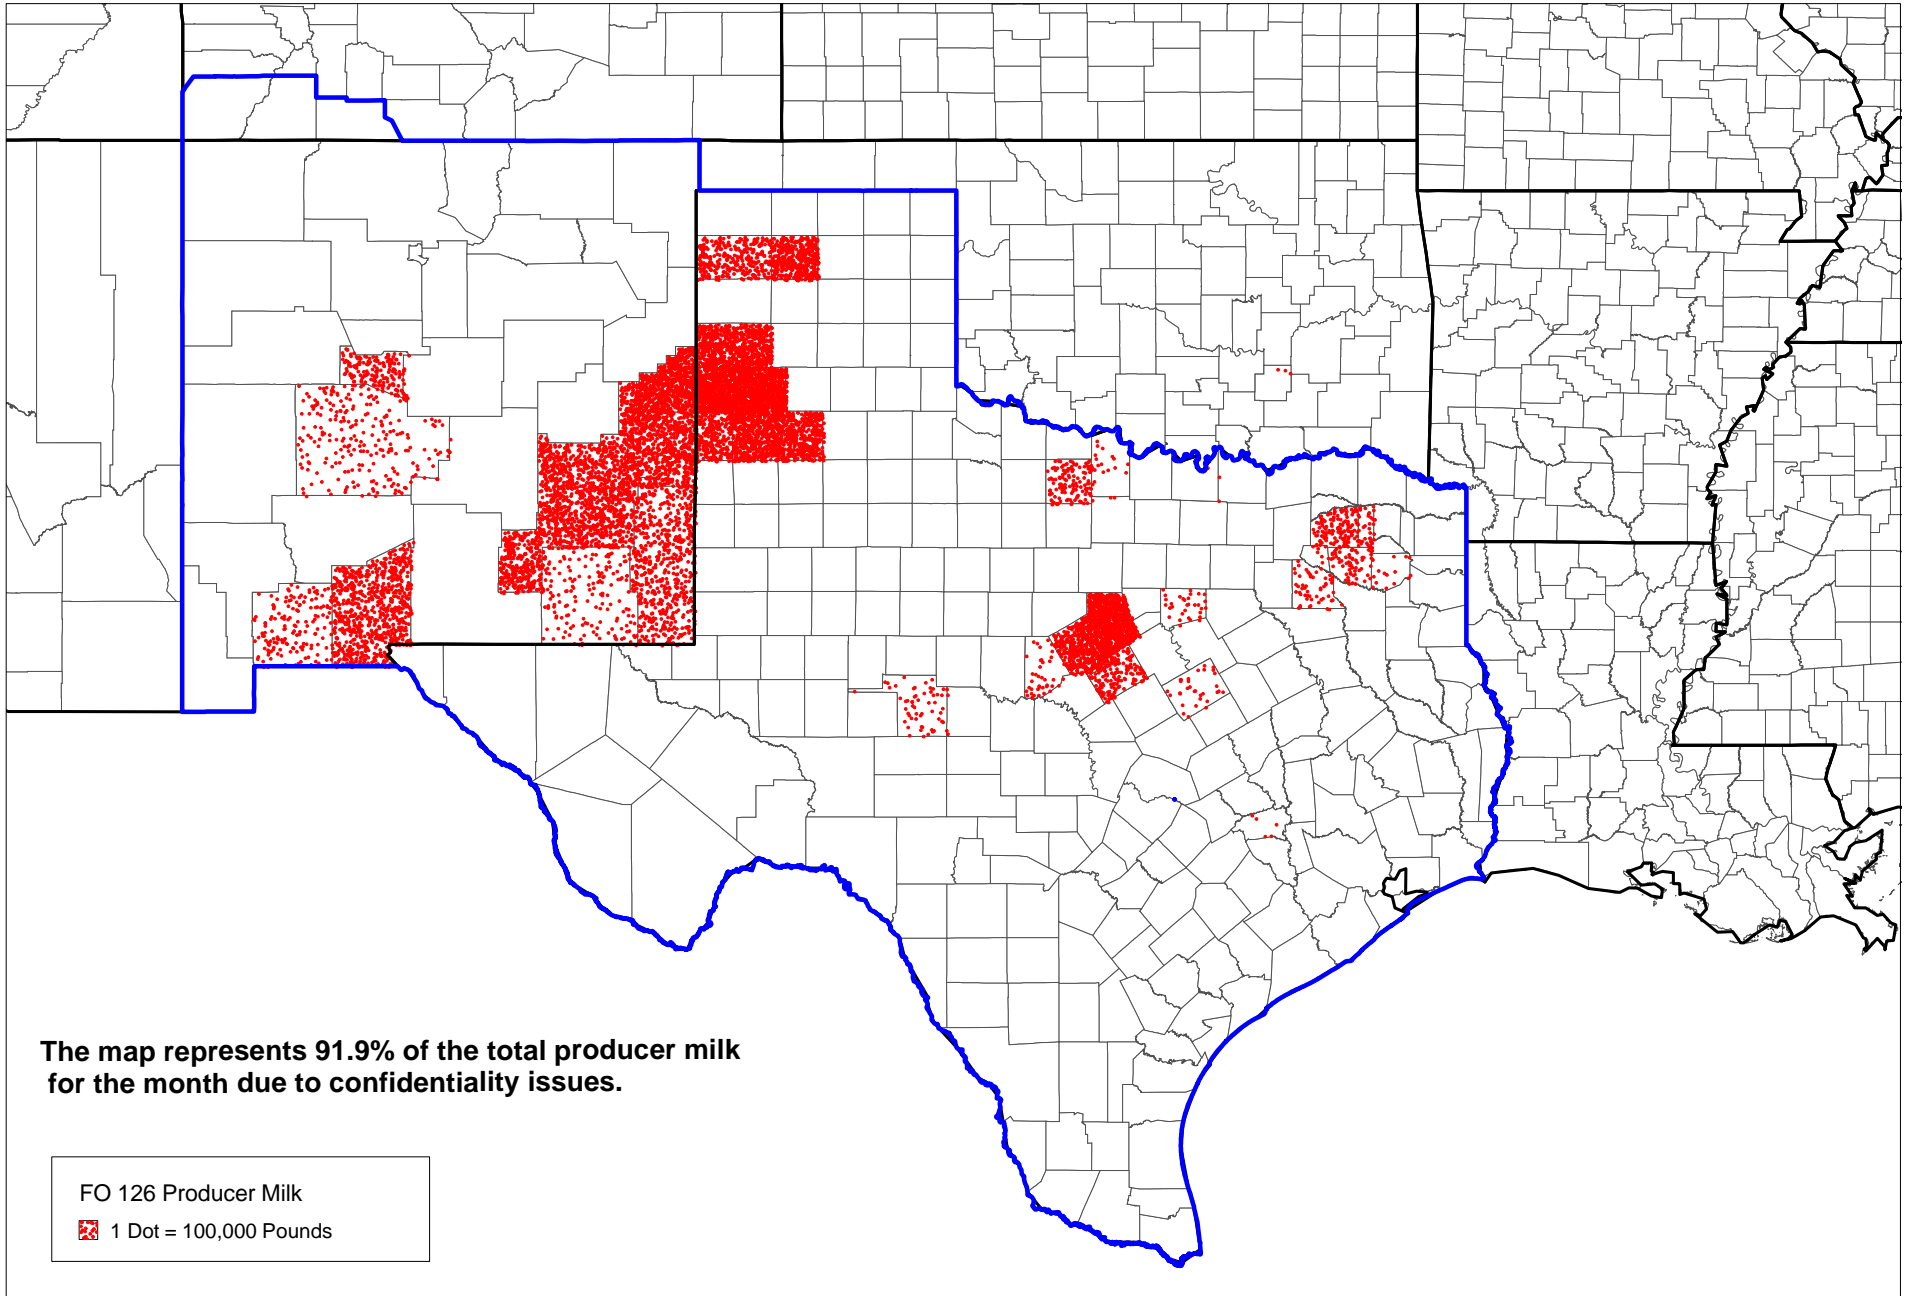 The map represents 91.9% of the total producer milk
for the month due to confidentiality issues.
FO 126 Producer Milk
1 Dot = 100,000 Pounds